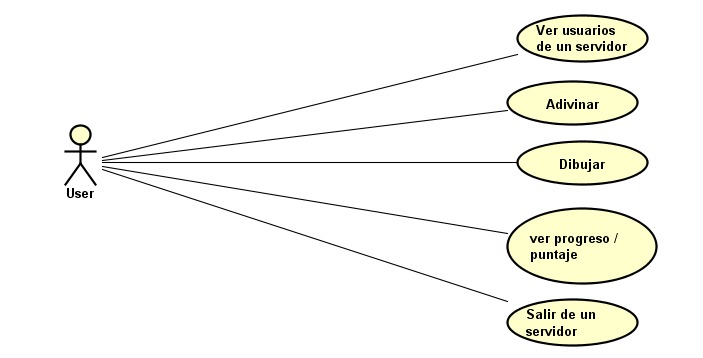 Ver usuarios
de un servidor
Adivinar
Dibujar
User
ver progreso /
puntaje
Salir de un
servidor